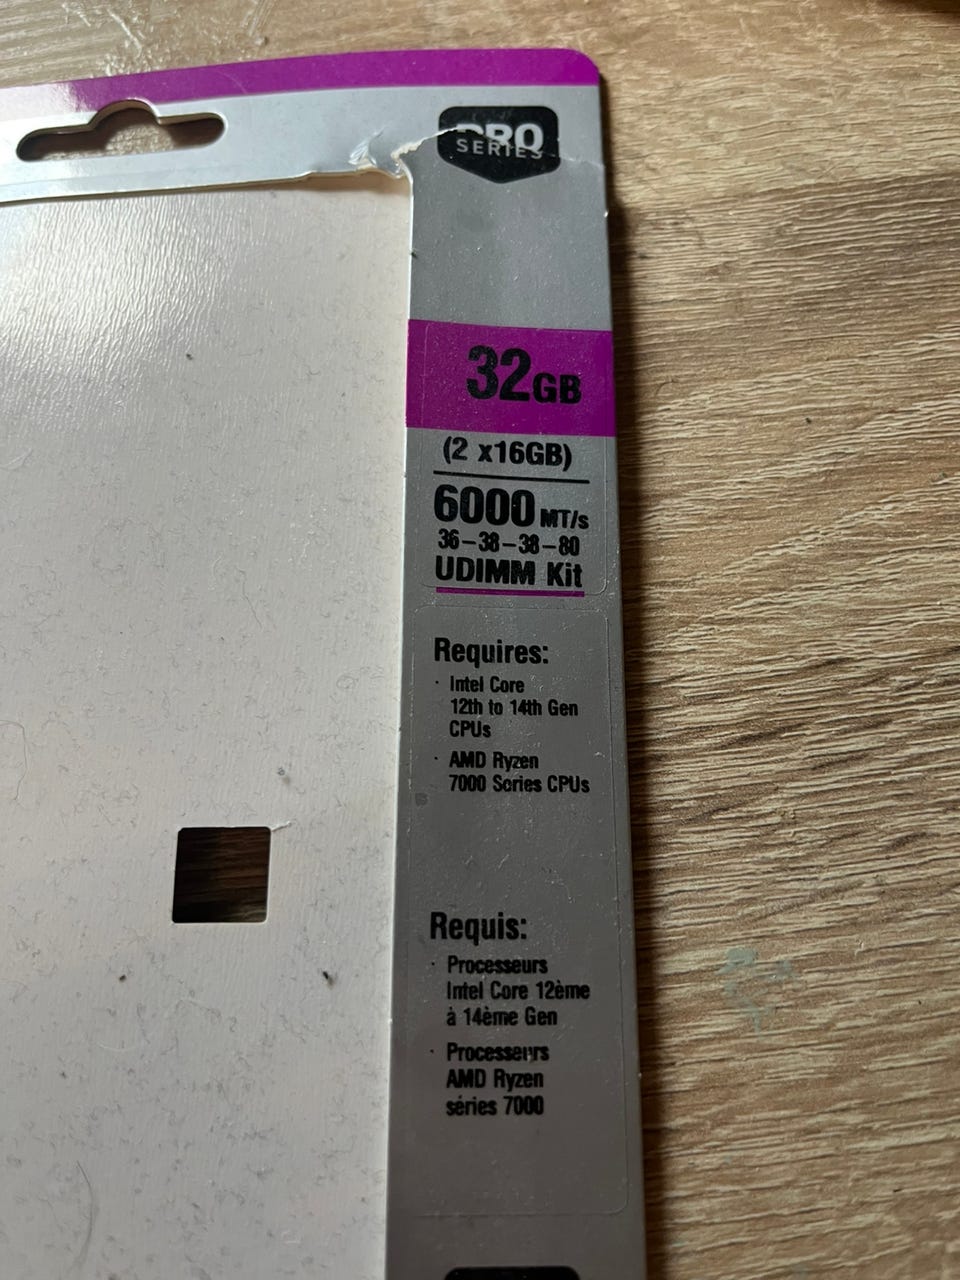 PRO
SERIES
32GB
(2 x16GB)
6000 MT/s
36-38-38-80
UDIMM Kit
Requires:
· Intel Core
12th to 14th Gen
CPUs
· AMD Ryzen
7000 Series CPUs
Requis:
· Processeurs
Intel Core 12ème
à 14ème Gen
· Processeurs
AMD Ryzen
séries 7000